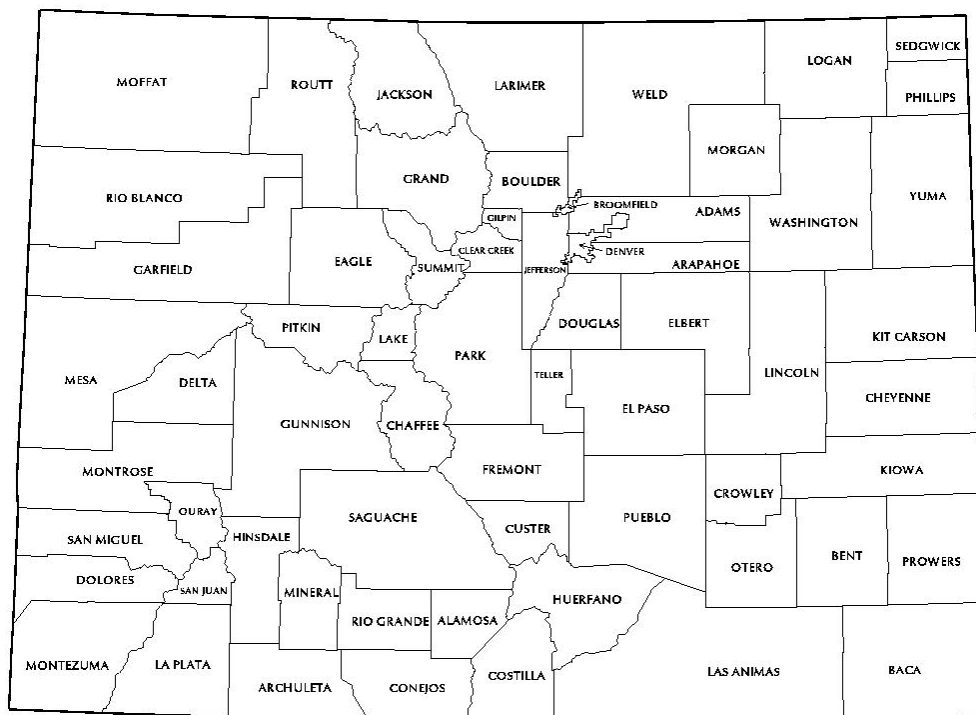 MOFFAT
ROUTT
JACKSON
LARIMER
WELD
LOGAN
SEDGWICK
PHILLIPS
MORGAN
GRAND
BOULDER
RIO BLANCO
YUMA
BROOMFIELD
ADAMS
WASHINGTON
GILPIN
CLEAR CREEK
DENVER
EAGLE
SUMMIT
JEFFERSON
ARAPAHOE
GARFIELD
PITKIN
LAKE
DOUGLAS
ELBERT
KIT CARSON
PARK
MESA
DELTA
TELLER
LINCOLN
CHEYENNE
EL PASO
GUNNISON
CHAFFEE
MONTROSE
FREMONT
KIOWA
CROWLEY
OURAY
SAGUACHE
PUEBLO
CUSTER
SAN MIGUEL
HINSDALE
BENT
PROWERS
OTERO
DOLORES
SAN JUAN
MINERAL
HUERFANO
RIO GRANDE
ALAMOSA
MONTEZUMA
LA PLATA
COSTILLA
LAS ANIMAS
BACA
ARCHULETA
CONEJOS